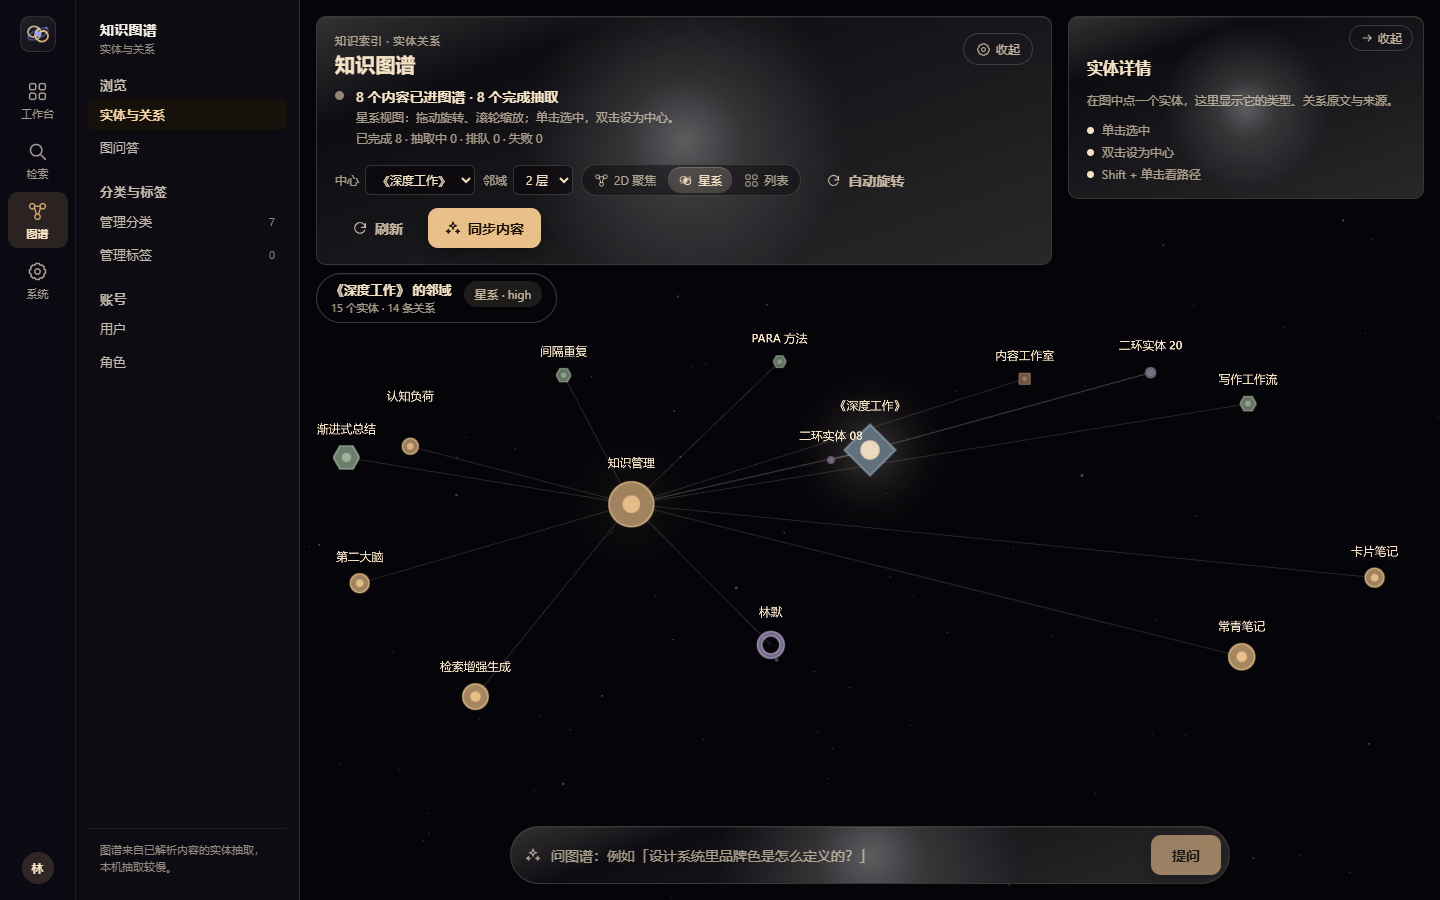 工作台
检索
图谱
系统
林
知识图谱
实体与关系
浏览
实体与关系
图问答
分类与标签
管理分类 7
管理标签 0
账号
用户
角色
图谱来自已解析内容的实体抽取，
本机抽取较慢。
知识索引 · 实体关系
知识图谱
收起
8 个内容已进图谱 · 8 个完成抽取
星系视图：拖动旋转、滚轮缩放；单击选中，双击设为中心。
已完成 8 · 抽取中 0 · 排队 0 · 失败 0
中心 《深度工作》 邻域 2 层 2D 聚焦 星系 列表 自动旋转
刷新 同步内容
收起
实体详情
在图中点一个实体，这里显示它的类型、关系原文与来源。
单击选中
双击设为中心
Shift + 单击看路径
《深度工作》 的邻域
15 个实体 · 14 条关系
星系 · high
PARA 方法
二环实体 20
间隔重复
内容工作室
写作工作流
认知负荷
《深度工作》
渐进式总结
二环实体 08
知识管理
卡片笔记
第二大脑
林默
常青笔记
检索增强生成
问图谱：例如「设计系统里品牌色是怎么定义的？」
提问